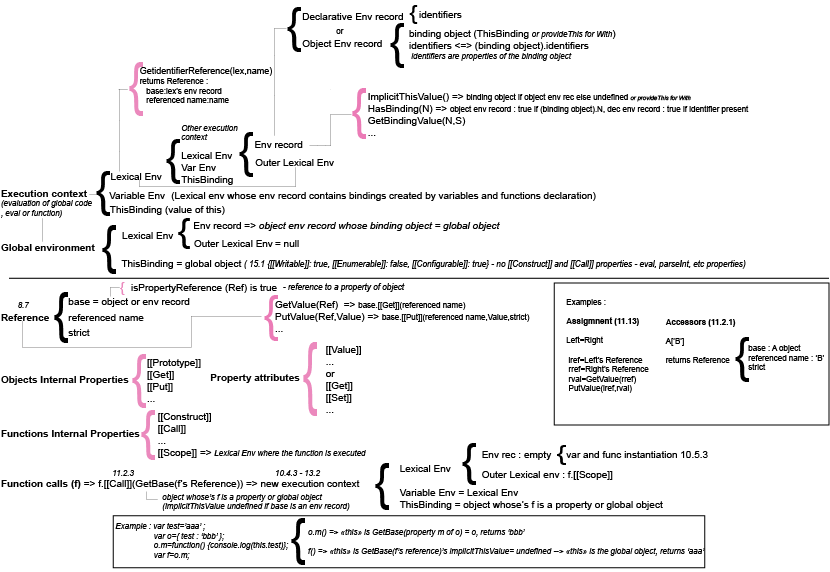 Declarative Env record
identifiers
or
Object Env record
binding object (ThisBinding or provideThis for With)
identifiers <=> (binding object).identifiers
identifiers are properties of the binding object
GetIdentifierReference(lex,name)
returns Reference :
base:lex's env record
referenced name:name
ImplicitThisValue() => binding object if object env rec else undefined or provideThis for With
HasBinding(N) => object env record : true if (binding object).N, dec env record : true if identifier present
GetBindingValue(N,S)
...
Other execution
context
Lexical Env
Var Env
ThisBinding
Env record
Outer Lexical Env
Execution context
(evaluation of global code
, eval or function)
Lexical Env
Variable Env (Lexical env whose env record contains bindings created by variables and functions declaration)
ThisBinding (value of this)
Global environment
Lexical Env
Env record => object env record whose binding object = global object
Outer Lexical Env = null
ThisBinding = global object ( 15.1 {[[Writable]]: true, [[Enumerable]]: false, [[Configurable]]: true} - no [[Construct]] and [[Call]] properties - eval, parseInt, etc properties)
isPropertyReference (Ref) is true - reference to a property of object
8.7
Reference
base = object or env record
referenced name
strict
GetValue(Ref) => base.[[Get]](referenced name)
PutValue(Ref,Value) => base.[[Put]](referenced name,Value,strict)
...
Examples :
Assignment (11.13)
Left=Right
lref=Left's Reference
rref=Right's Reference
rval=GetValue(rref)
PutValue(lref,rval)
Accessors (11.2.1)
A['B']
returns Reference
base : A object
referenced name : 'B'
strict
Objects Internal Properties
[[Prototype]]
[[Get]]
[[Put]]
...
Property attributes
[[Value]]
...
or
[[Get]]
[[Set]]
...
Functions Internal Properties
[[Construct]]
[[Call]]
...
[[Scope]] => Lexical Env where the function is executed
11.2.3
10.4.3 - 13.2
Function calls (f) => f.[[Call]](GetBase(f's Reference)) => new execution context
object whose's f is a property or global object
(ImplicitThisValue undefined if base is an env record)
Lexical Env
Env rec : empty
var and func instantiation 10.5.3
Outer Lexical env : f.[[Scope]]
Variable Env = Lexical Env
ThisBinding = object whose's f is a property or global object
Example : var test='aaa' ;
var o={ test : 'bbb' };
o.m=function() {console.log(this.test)};
var f=o.m;
o.m() => «this» is GetBase(property m of o) = o, returns 'bbb'
f() => «this» is GetBase(f's reference)'s ImplicitThisValue= undefined --> «this» is the global object, returns 'aaa'